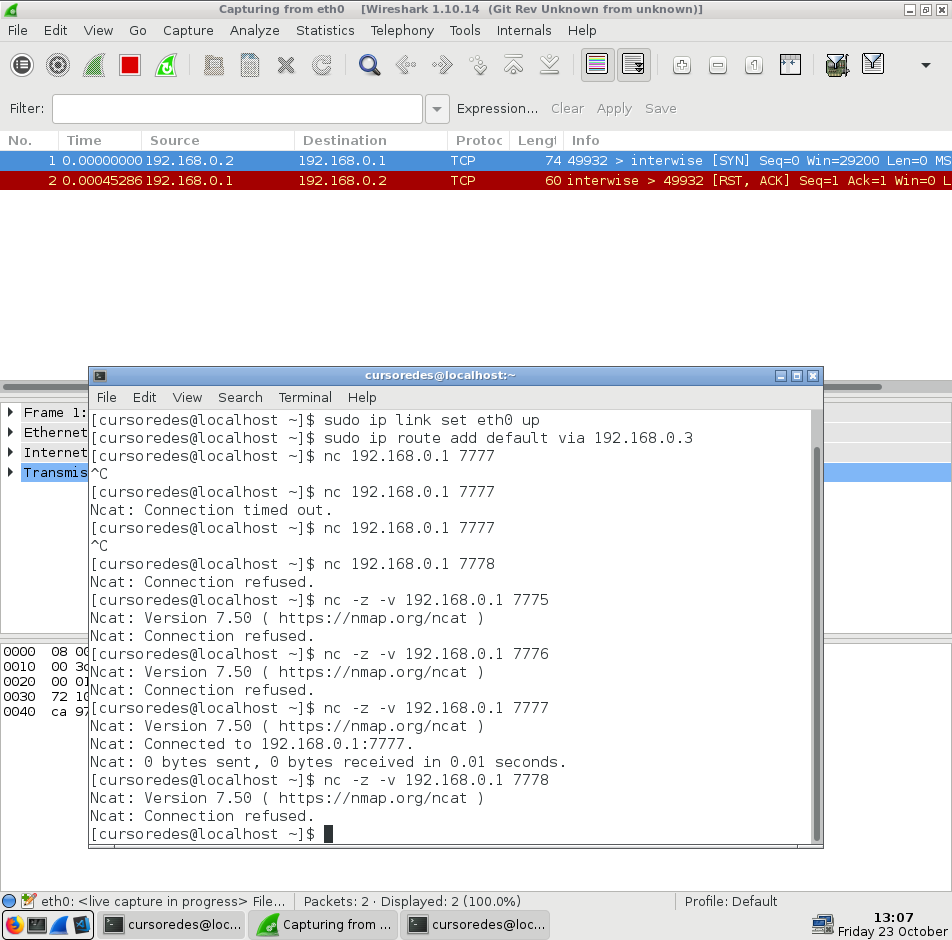 Capturing from eth0 [Wireshark 1.10.14 (Git Rev Unknown from unknown)]
File Edit View Go Capture Analyze Statistics Telephony Tools Internals Help
Filter: Expression... Clear Apply Save
No. Time Source Destination Protoc Lengt Info
1 0.00000000 192.168.0.2 192.168.0.1 TCP 74 49932 > interwise [SYN] Seq=0 Win=29200 Len=0 MS
2 0.00045286 192.168.0.1 192.168.0.2 TCP 60 interwise > 49932 [RST, ACK] Seq=1 Ack=1 Win=0 L
Frame 1:
Ethernet
Internet
Transmis
0000 08 00
0010 00 3c
0020 00 01
0030 72 10
0040 ca 97
cursoredes@localhost:~
File Edit View Search Terminal Help
[cursoredes@localhost ~]$ sudo ip link set eth0 up
[cursoredes@localhost ~]$ sudo ip route add default via 192.168.0.3
[cursoredes@localhost ~]$ nc 192.168.0.1 7777
^C
[cursoredes@localhost ~]$ nc 192.168.0.1 7777
Ncat: Connection timed out.
[cursoredes@localhost ~]$ nc 192.168.0.1 7777
^C
[cursoredes@localhost ~]$ nc 192.168.0.1 7778
Ncat: Connection refused.
[cursoredes@localhost ~]$ nc -z -v 192.168.0.1 7775
Ncat: Version 7.50 ( https://nmap.org/ncat )
Ncat: Connection refused.
[cursoredes@localhost ~]$ nc -z -v 192.168.0.1 7776
Ncat: Version 7.50 ( https://nmap.org/ncat )
Ncat: Connection refused.
[cursoredes@localhost ~]$ nc -z -v 192.168.0.1 7777
Ncat: Version 7.50 ( https://nmap.org/ncat )
Ncat: Connected to 192.168.0.1:7777.
Ncat: 0 bytes sent, 0 bytes received in 0.01 seconds.
[cursoredes@localhost ~]$ nc -z -v 192.168.0.1 7778
Ncat: Version 7.50 ( https://nmap.org/ncat )
Ncat: Connection refused.
[cursoredes@localhost ~]$
eth0: <live capture in progress> File... Packets: 2 · Displayed: 2 (100.0%) Profile: Default
cursoredes@loc... Capturing from ... cursoredes@loc... 13:07
Friday 23 October